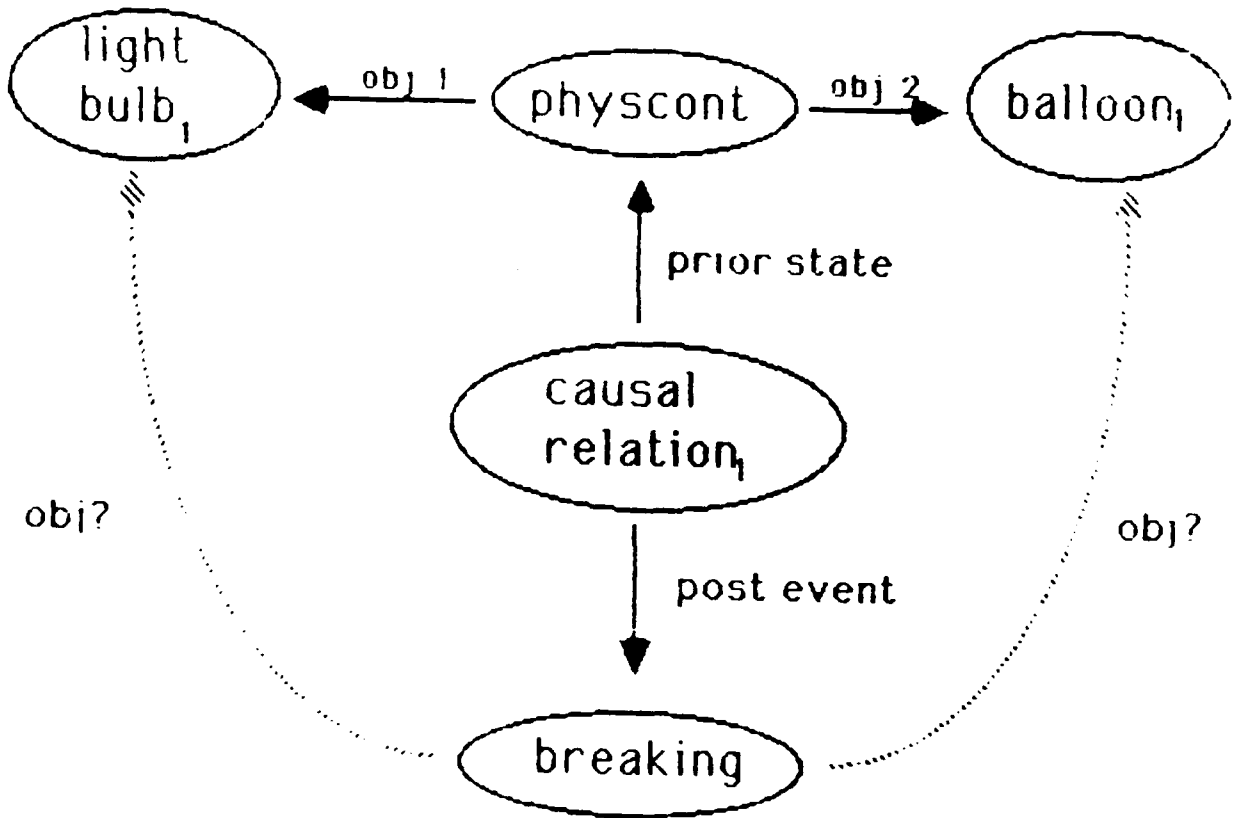 light
bulb₁
obj 1
physcont
obj 2
balloon₁
prior state
causal
relation₁
obj?
obj?
post event
breaking